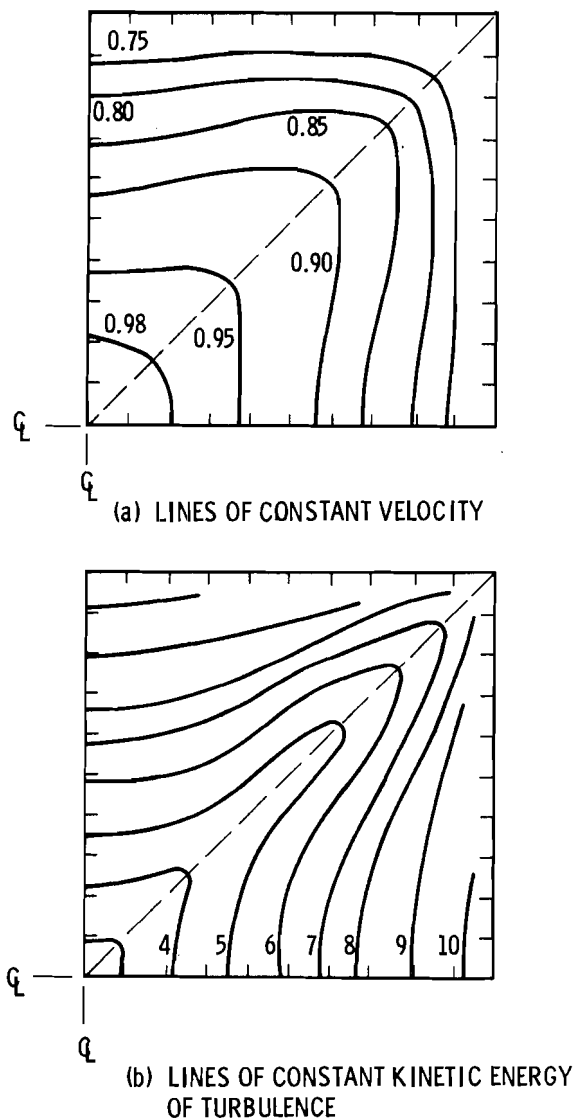 0.75
0.80
0.85
0.90
0.98
0.95
℄
℄
(a) LINES OF CONSTANT VELOCITY
4 5 6 7 8 9 10
℄
℄
(b) LINES OF CONSTANT KINETIC ENERGY
OF TURBULENCE